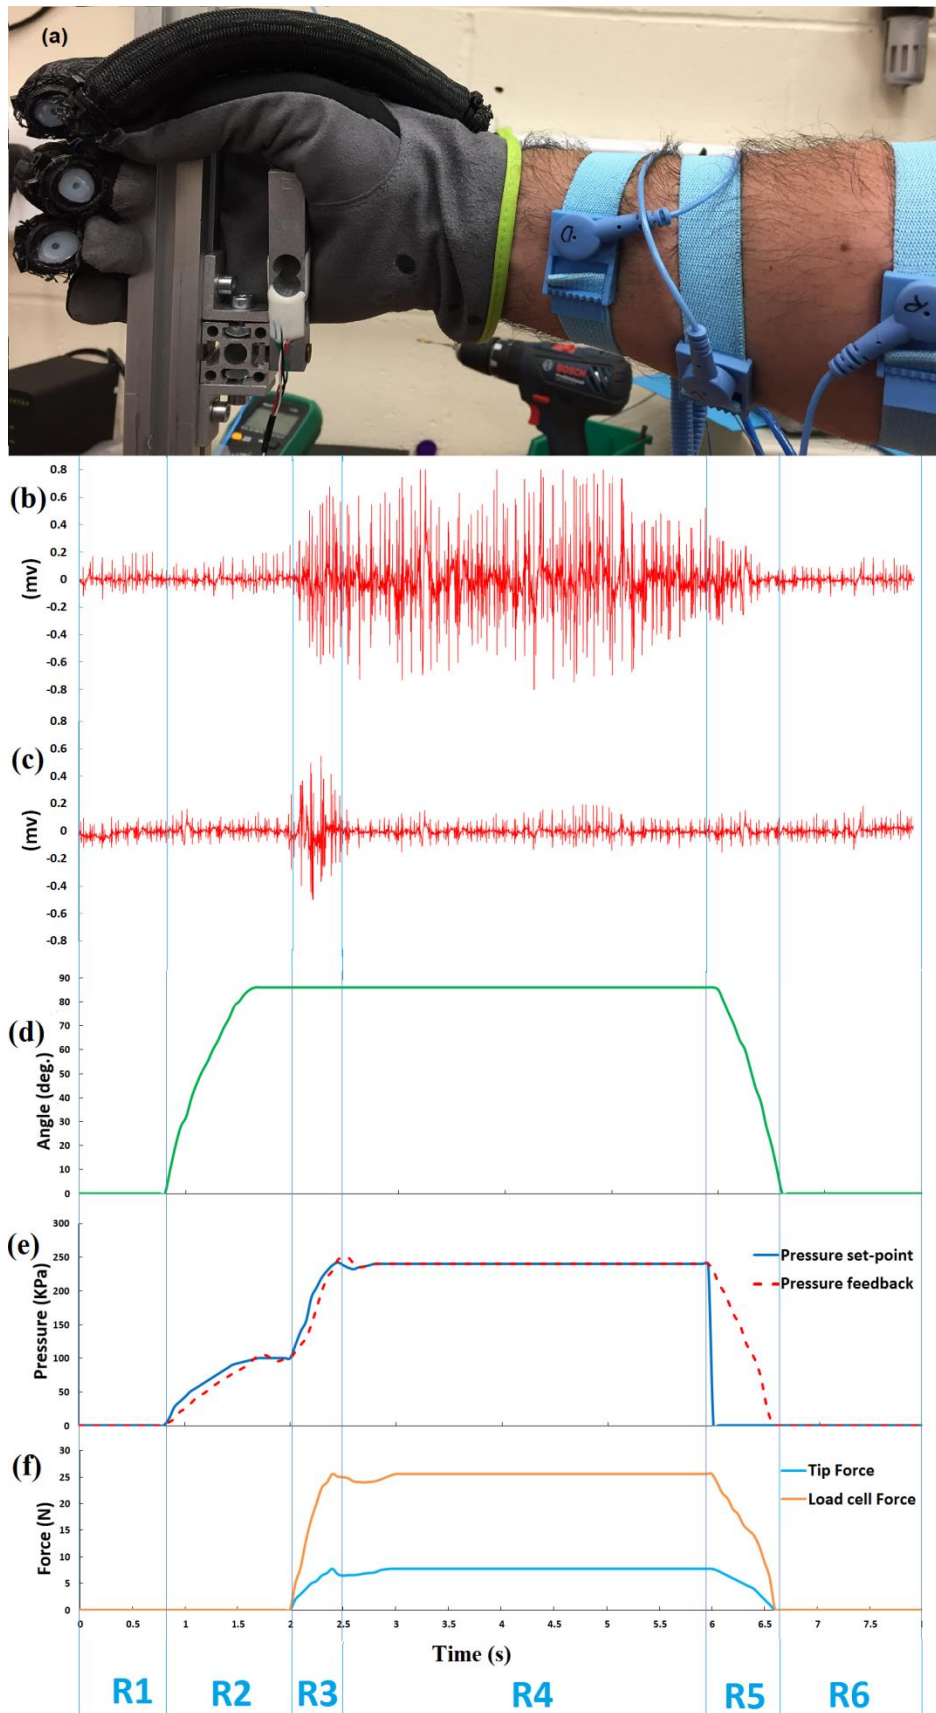 (a)
D
R
BOSCH
Professional
(b)
(mv)
0.8
0.6
0.4
0.2
0
-0.2
-0.4
-0.6
-0.8
(c)
(mv)
0.8
0.6
0.4
0.2
0
-0.2
-0.4
-0.6
-0.8
(d)
Angle (deg.)
90
80
70
60
50
40
30
20
10
0
(e)
Pressure (KPa)
300
250
200
150
100
50
0
Pressure set-point
Pressure feedback
(f)
Force (N)
30
25
20
15
10
5
0
Tip Force
Load cell Force
0 0.5 1 1.5 2 2.5 3 3.5 4 4.5 5 5.5 6 6.5 7 7.5
Time (s)
R1 R2 R3 R4 R5 R6